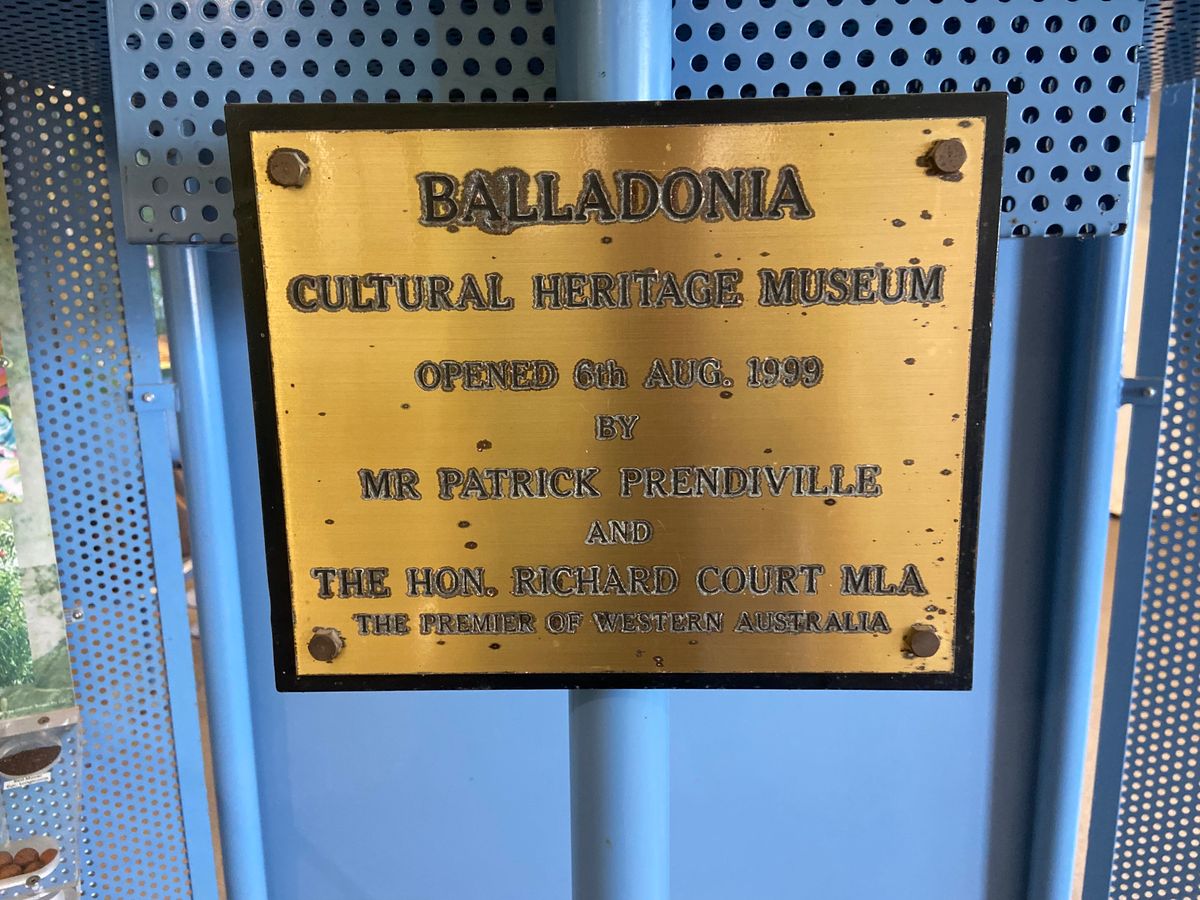 BALLADONIA
CULTURAL HERITAGE MUSEUM
OPENED 6th AUG. 1999
BY
MR PATRICK PRENDIVILLE
AND
THE HON. RICHARD COURT MLA
THE PREMIER OF WESTERN AUSTRALIA